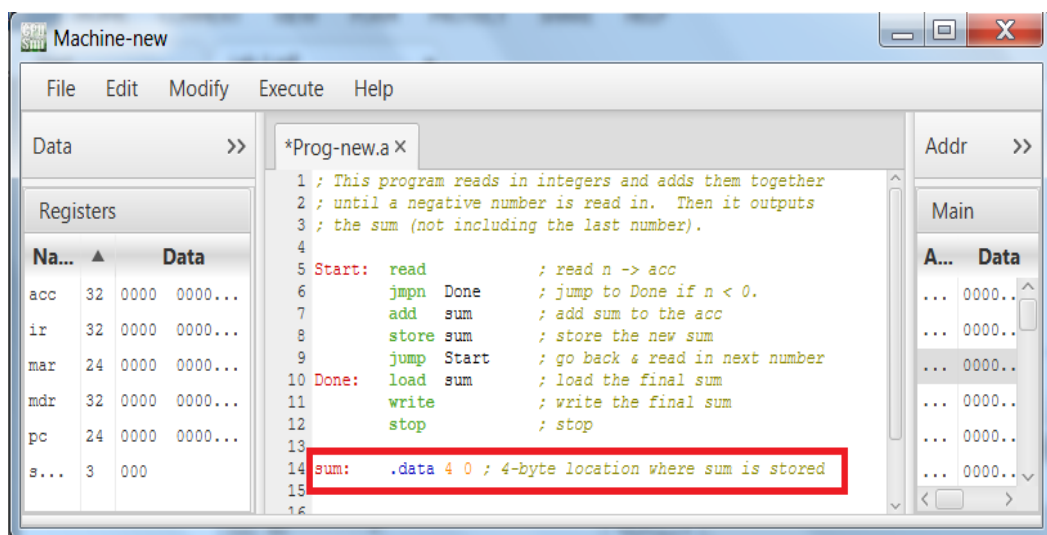 Machine-new
File Edit Modify Execute Help
Data >>
Registers
Na... ▲ Data
acc 32 0000 0000...
ir 32 0000 0000...
mar 24 0000 0000...
mdr 32 0000 0000...
pc 24 0000 0000...
s... 3 000
*Prog-new.a ×
1 ; This program reads in integers and adds them together
2 ; until a negative number is read in. Then it outputs
3 ; the sum (not including the last number).
4
5 Start: read ; read n -> acc
6 jmpn Done ; jump to Done if n < 0.
7 add sum ; add sum to the acc
8 store sum ; store the new sum
9 jump Start ; go back & read in next number
10 Done: load sum ; load the final sum
11 write ; write the final sum
12 stop ; stop
13
14 sum: .data 4 0 ; 4-byte location where sum is stored
15
16
Addr >>
Main
A... Data
... 0000..
... 0000..
... 0000..
... 0000..
... 0000..
... 0000..